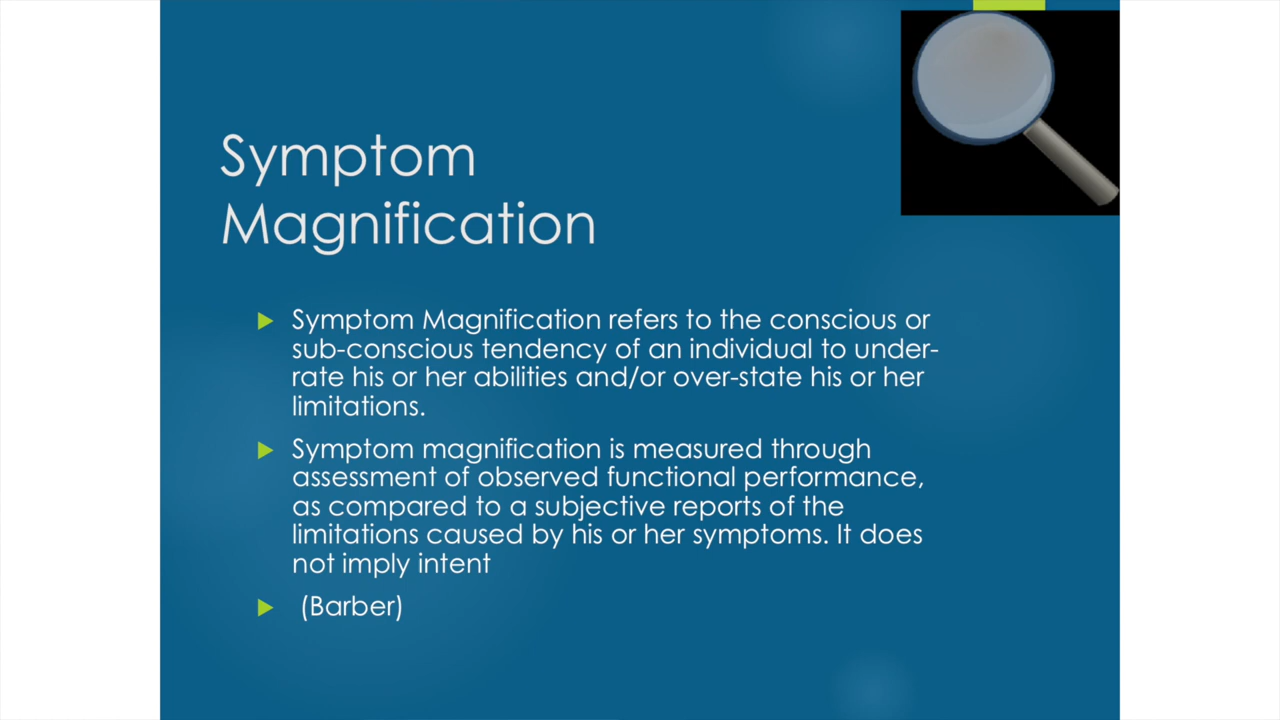 Symptom
Magnification
Symptom Magnification refers to the conscious or
sub-conscious tendency of an individual to under-
rate his or her abilities and/or over-state his or her
limitations.
Symptom magnification is measured through
assessment of observed functional performance,
as compared to a subjective reports of the
limitations caused by his or her symptoms. It does
not imply intent
(Barber)